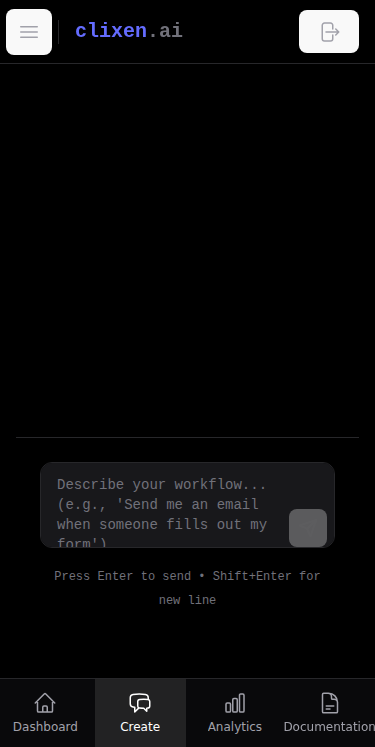 clixen.ai
Describe your workflow...
(e.g., 'Send me an email
when someone fills out my
form')
Press Enter to send • Shift+Enter for
new line
Dashboard
Create
Analytics
Documentation